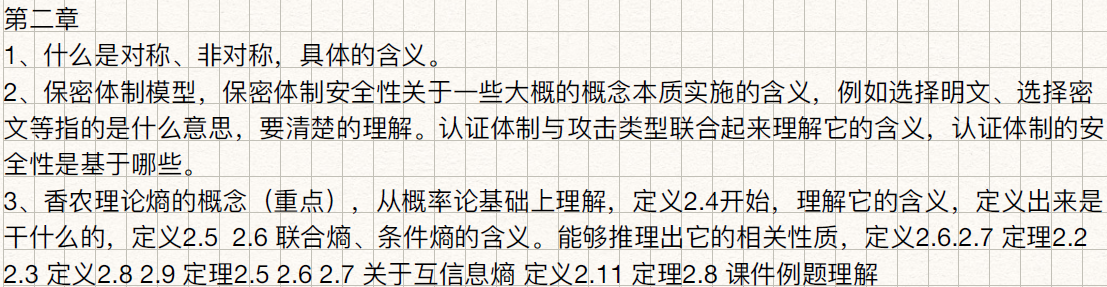 第二章
1、什么是对称、非对称，具体的含义。
2、保密体制模型，保密体制安全性关于一些大概的概念本质实施的含义，例如选择明文、选择密
文等指的是什么意思，要清楚的理解。认证体制与攻击类型联合起来理解它的含义，认证体制的安
全性是基于哪些。
3、香农理论熵的概念（重点），从概率论基础上理解，定义2.4开始，理解它的含义，定义出来是
干什么的，定义2.5 2.6 联合熵、条件熵的含义。能够推理出它的相关性质，定义2.6.2.7 定理2.2
2.3 定义2.8 2.9 定理2.5 2.6 2.7 关于互信息熵 定义2.11 定理2.8 课件例题理解